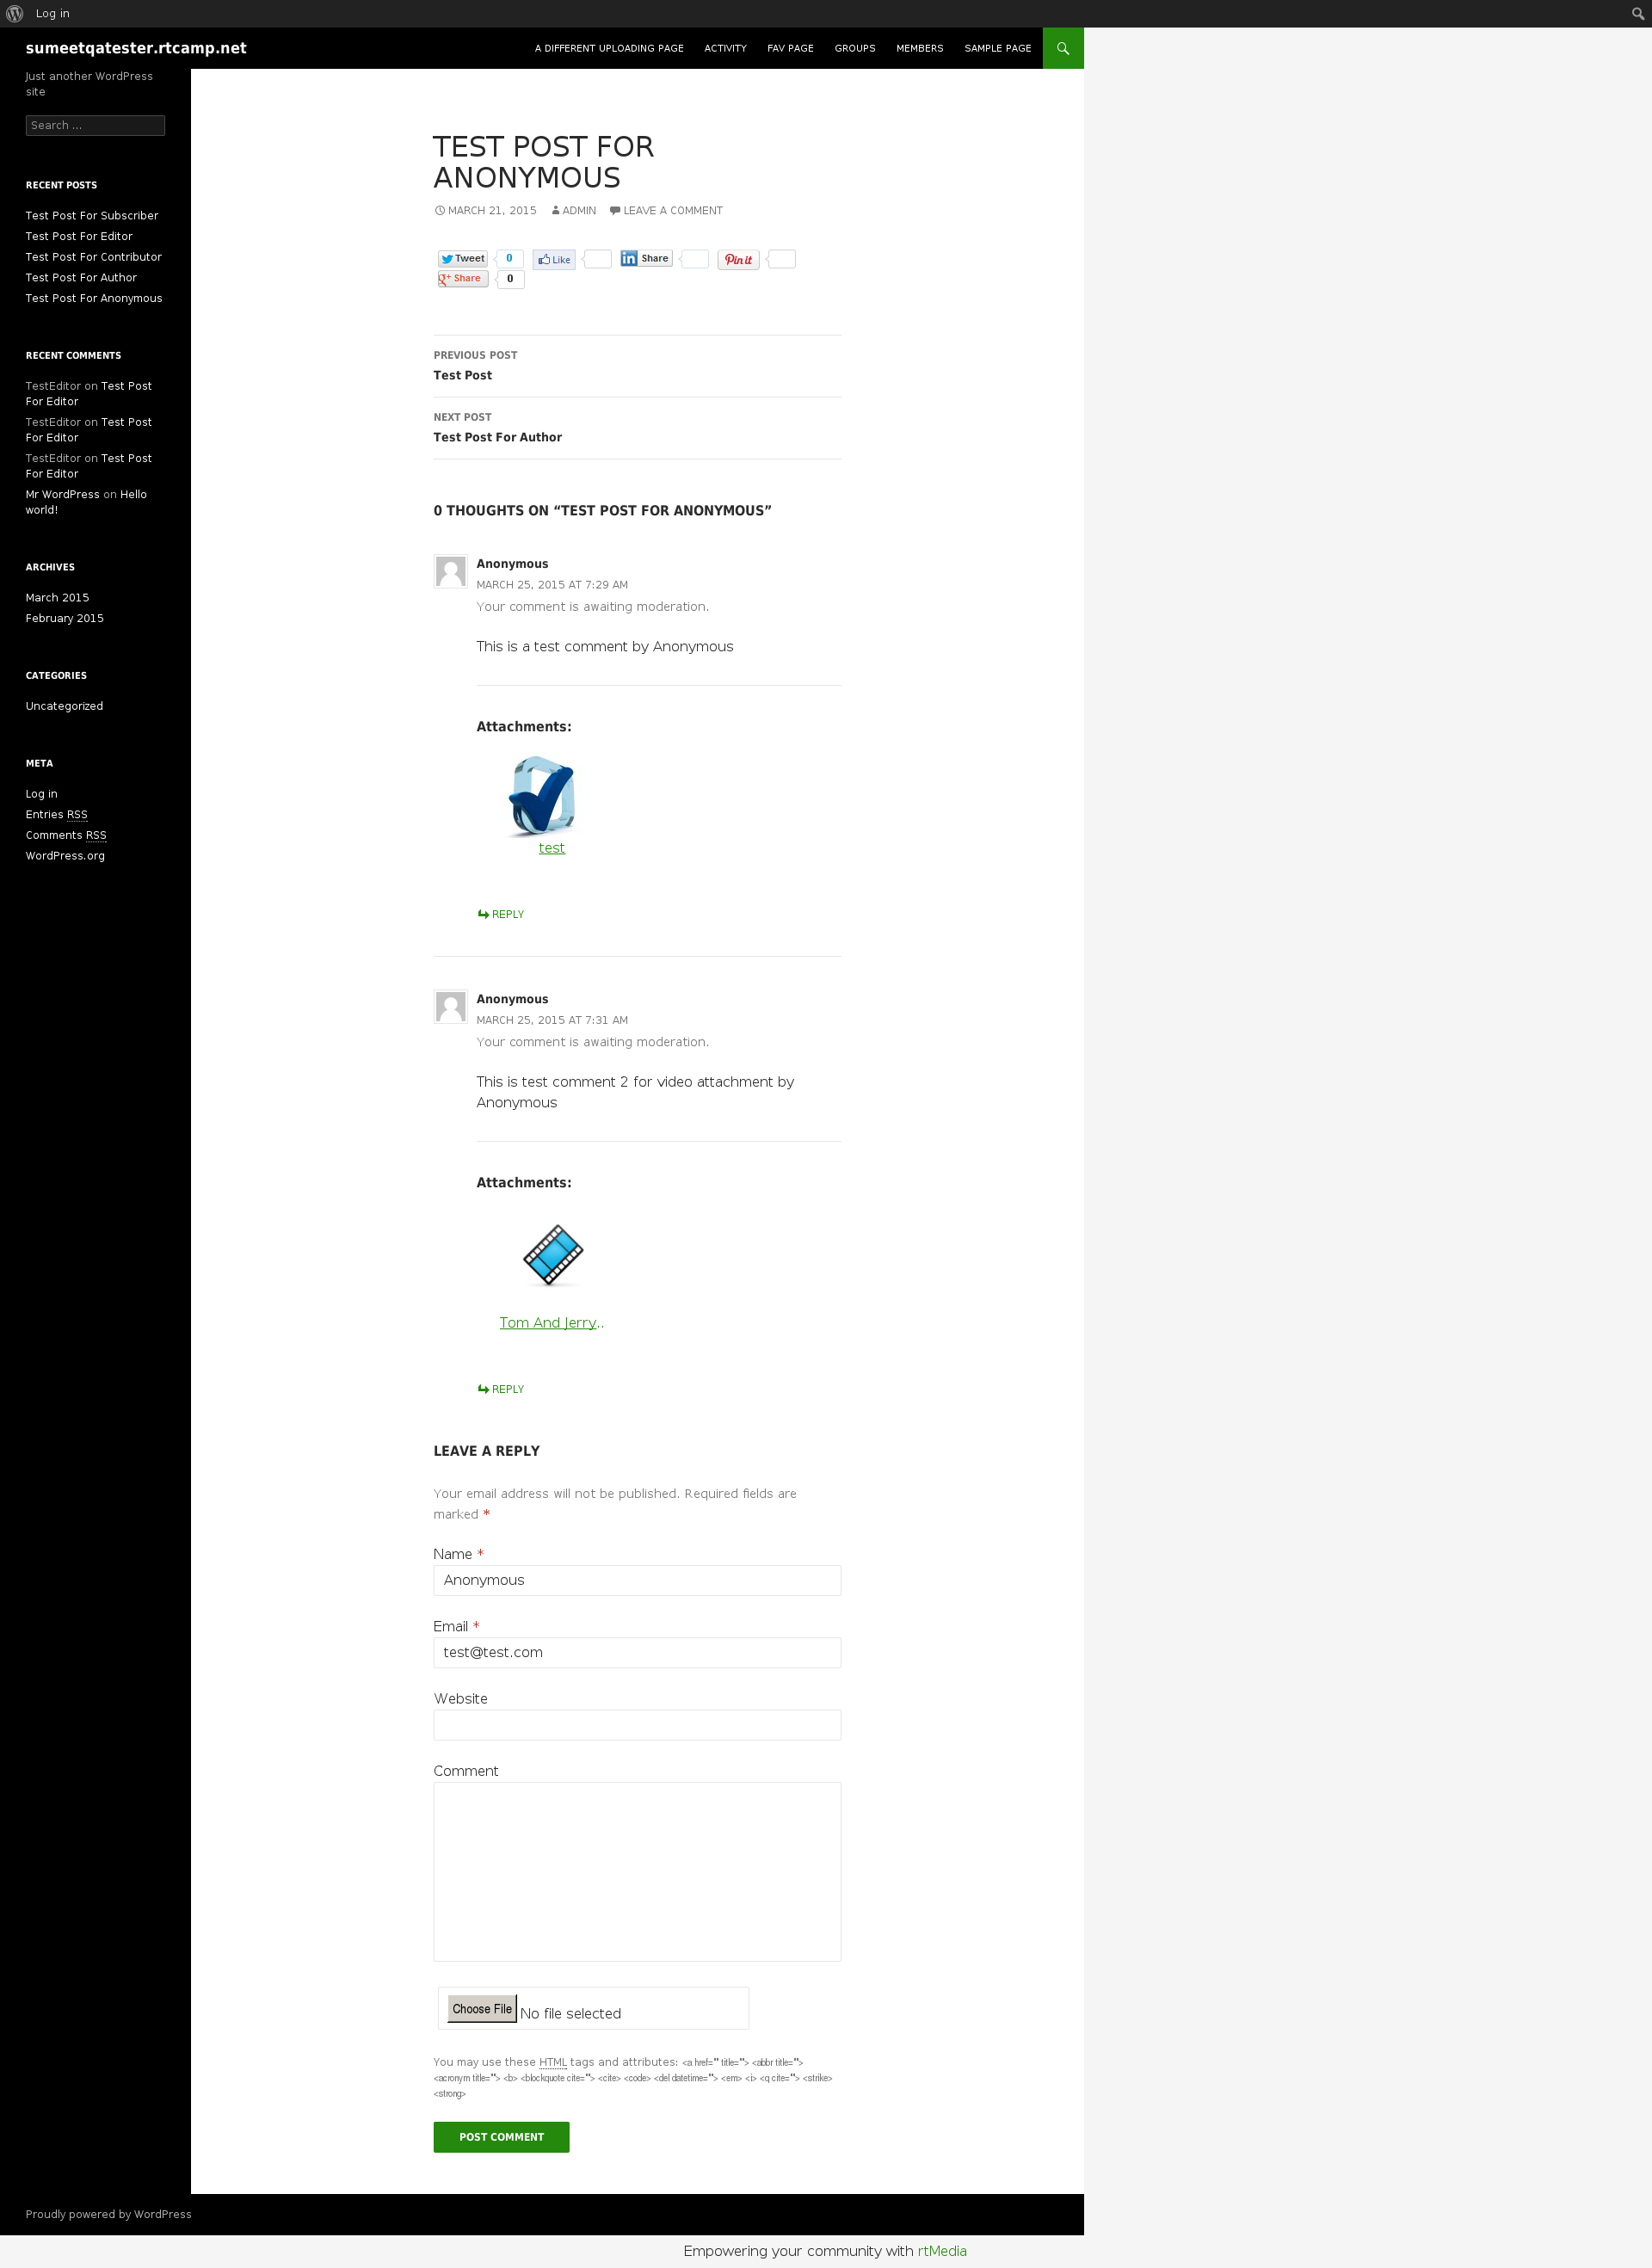 Log in
sumeetqatester.rtcamp.net
A DIFFERENT UPLOADING PAGE ACTIVITY FAV PAGE GROUPS MEMBERS SAMPLE PAGE
Just another WordPress
site
Search ...
RECENT POSTS
Test Post For Subscriber
Test Post For Editor
Test Post For Contributor
Test Post For Author
Test Post For Anonymous
RECENT COMMENTS
TestEditor on Test Post
For Editor
TestEditor on Test Post
For Editor
TestEditor on Test Post
For Editor
Mr WordPress on Hello
world!
ARCHIVES
March 2015
February 2015
CATEGORIES
Uncategorized
META
Log in
Entries RSS
Comments RSS
WordPress.org
TEST POST FOR
ANONYMOUS
MARCH 21, 2015 ADMIN LEAVE A COMMENT
Tweet 0 Like in Share Pin it
g+ Share 0
PREVIOUS POST
Test Post
NEXT POST
Test Post For Author
0 THOUGHTS ON “TEST POST FOR ANONYMOUS”
Anonymous
MARCH 25, 2015 AT 7:29 AM
Your comment is awaiting moderation.
This is a test comment by Anonymous
Attachments:
test
REPLY
Anonymous
MARCH 25, 2015 AT 7:31 AM
Your comment is awaiting moderation.
This is test comment 2 for video attachment by
Anonymous
Attachments:
Tom And Jerry..
REPLY
LEAVE A REPLY
Your email address will not be published. Required fields are
marked *
Name *
Anonymous
Email *
test@test.com
Website
Comment
Choose File No file selected
You may use these HTML tags and attributes: <a href="" title=""> <abbr title="">
<acronym title=""> <b> <blockquote cite=""> <cite> <code> <del datetime=""> <em> <i> <q cite=""> <strike>
<strong>
POST COMMENT
Proudly powered by WordPress
Empowering your community with rtMedia